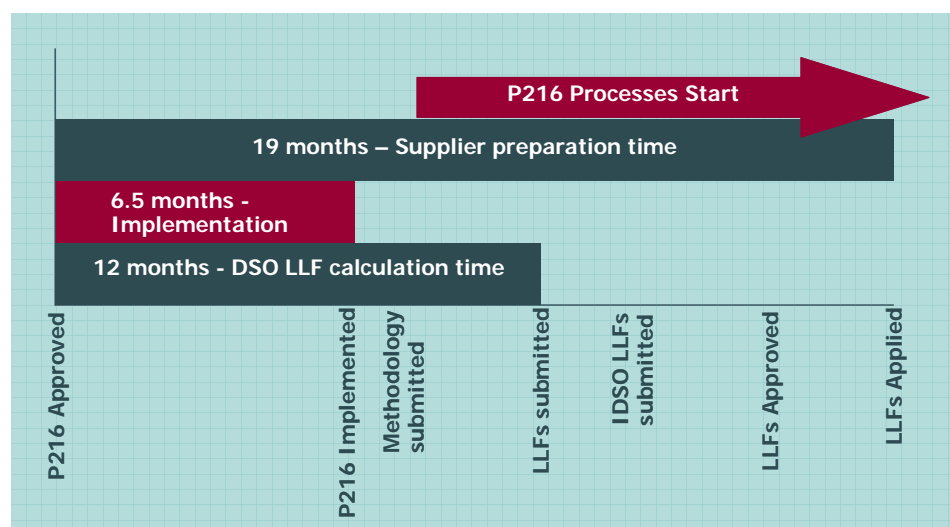 P216 Processes Start
19 months – Supplier preparation time
6.5 months -
Implementation
12 months - DSO LLF calculation time
P216 Approved
P216 Implemented
Methodology
submitted
LLFs submitted
IDSO LLFs
submitted
LLFs Approved
LLFs Applied